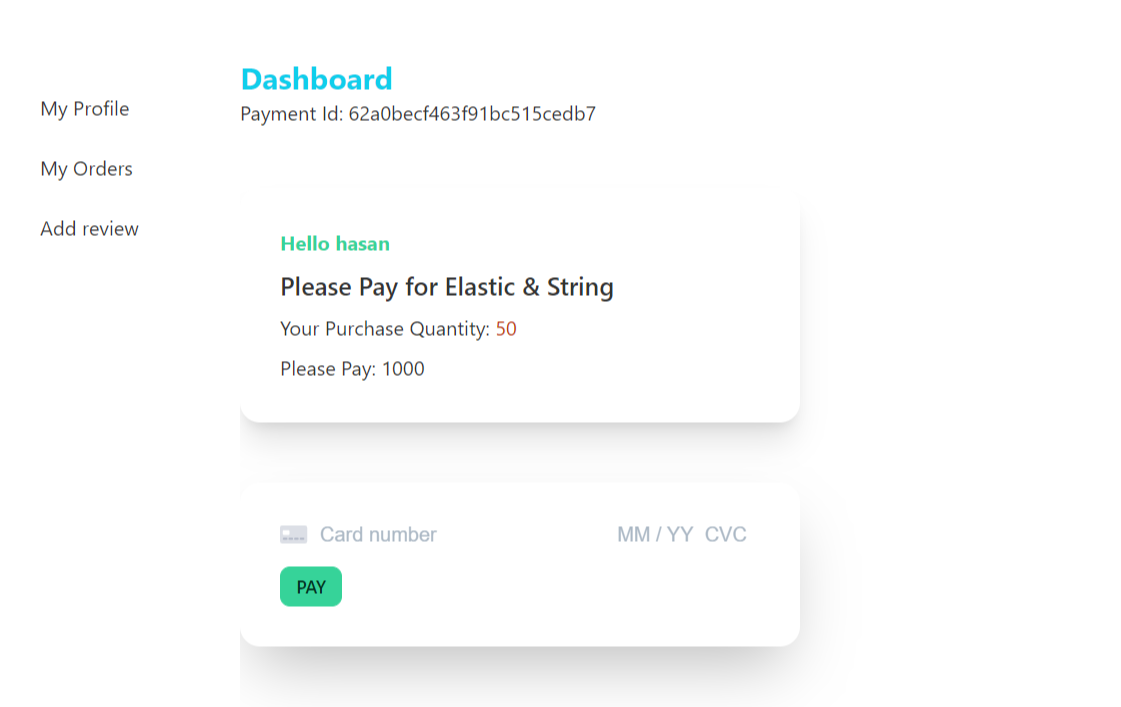 Dashboard
Payment Id: 62a0becf463f91bc515cedb7
My Profile
My Orders
Add review
Hello hasan
Please Pay for Elastic & String
Your Purchase Quantity: 50
Please Pay: 1000
Card number MM / YY CVC
PAY